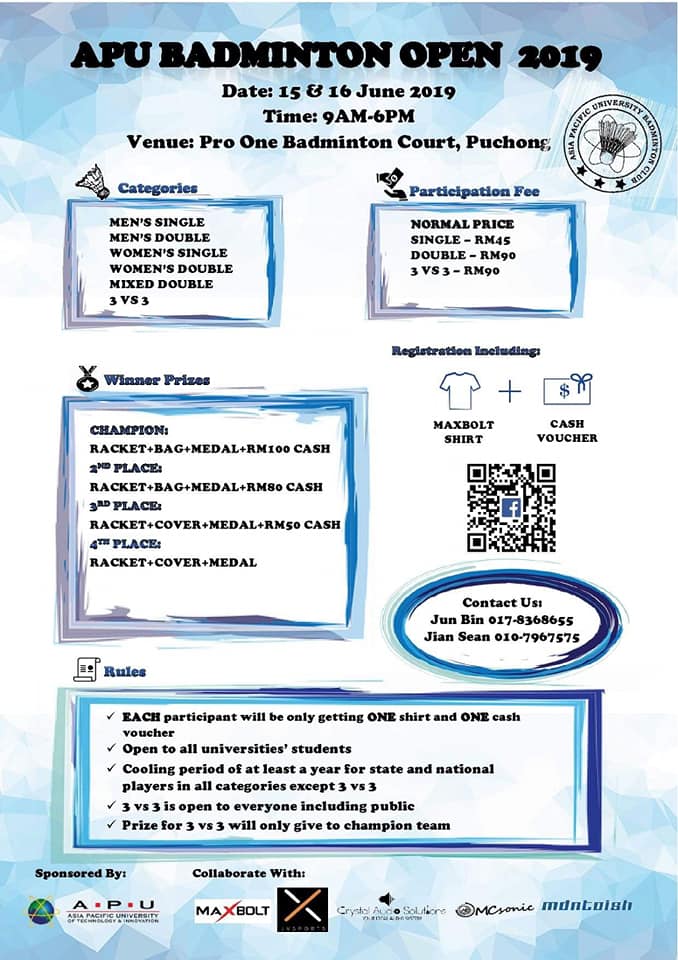 APU BADMINTON OPEN 2019
Date: 15 & 16 June 2019
Time: 9AM-6PM
Venue: Pro One Badminton Court, Puchong
ASIA PACIFIC UNIVERSITY BADMINTON CLUB
Categories
MEN'S SINGLE
MEN'S DOUBLE
WOMEN'S SINGLE
WOMEN'S DOUBLE
MIXED DOUBLE
3 VS 3
Participation Fee
NORMAL PRICE
SINGLE – RM45
DOUBLE – RM90
3 VS 3 – RM90
Registration Including:
$
MAXBOLT
SHIRT
+
CASH
VOUCHER
Winner Prizes
CHAMPION:
RACKET+BAG+MEDAL+RM100 CASH
2ND PLACE:
RACKET+BAG+MEDAL+RM80 CASH
3RD PLACE:
RACKET+COVER+MEDAL+RM50 CASH
4TH PLACE:
RACKET+COVER+MEDAL
f
Contact Us:
Jun Bin 017-8368655
Jian Sean 010-7967575
Rules
✓ EACH participant will be only getting ONE shirt and ONE cash
voucher
✓ Open to all universities' students
✓ Cooling period of at least a year for state and national
players in all categories except 3 vs 3
✓ 3 vs 3 is open to everyone including public
✓ Prize for 3 vs 3 will only give to champion team
Sponsored By:
A·P·U
ASIA PACIFIC UNIVERSITY
OF TECHNOLOGY & INNOVATION
Collaborate With:
MAXBOLT
Crystal Audio Solutions
MCsonic